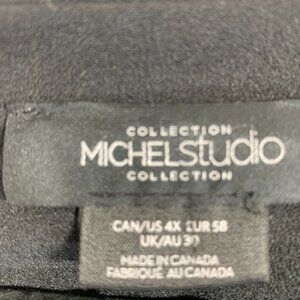 COLLECTION
MICHELstudio
COLLECTION
CAN/US 4X EUR 58
UK/AU 30
MADE IN CANADA
FABRIQUÉ AU CANADA